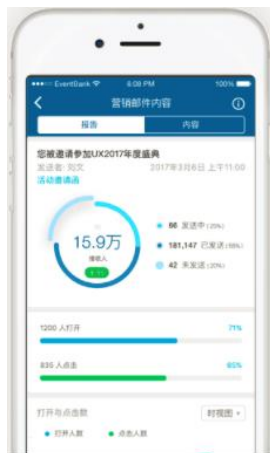 EventBank 6:08 PM 100%
营销邮件内容
报告 内容
您被邀请参加UX2017年度盛典
发送者: 刘文 2017年3月6日 上午11:00
活动邀请函
15.9万
接收人
66 发送中 (25%)
181,147 已发送
42 未发送 (25%)
1200 人打开 71%
830 人点击 65%
打开与点击数 时视图
打开人数 点击人数